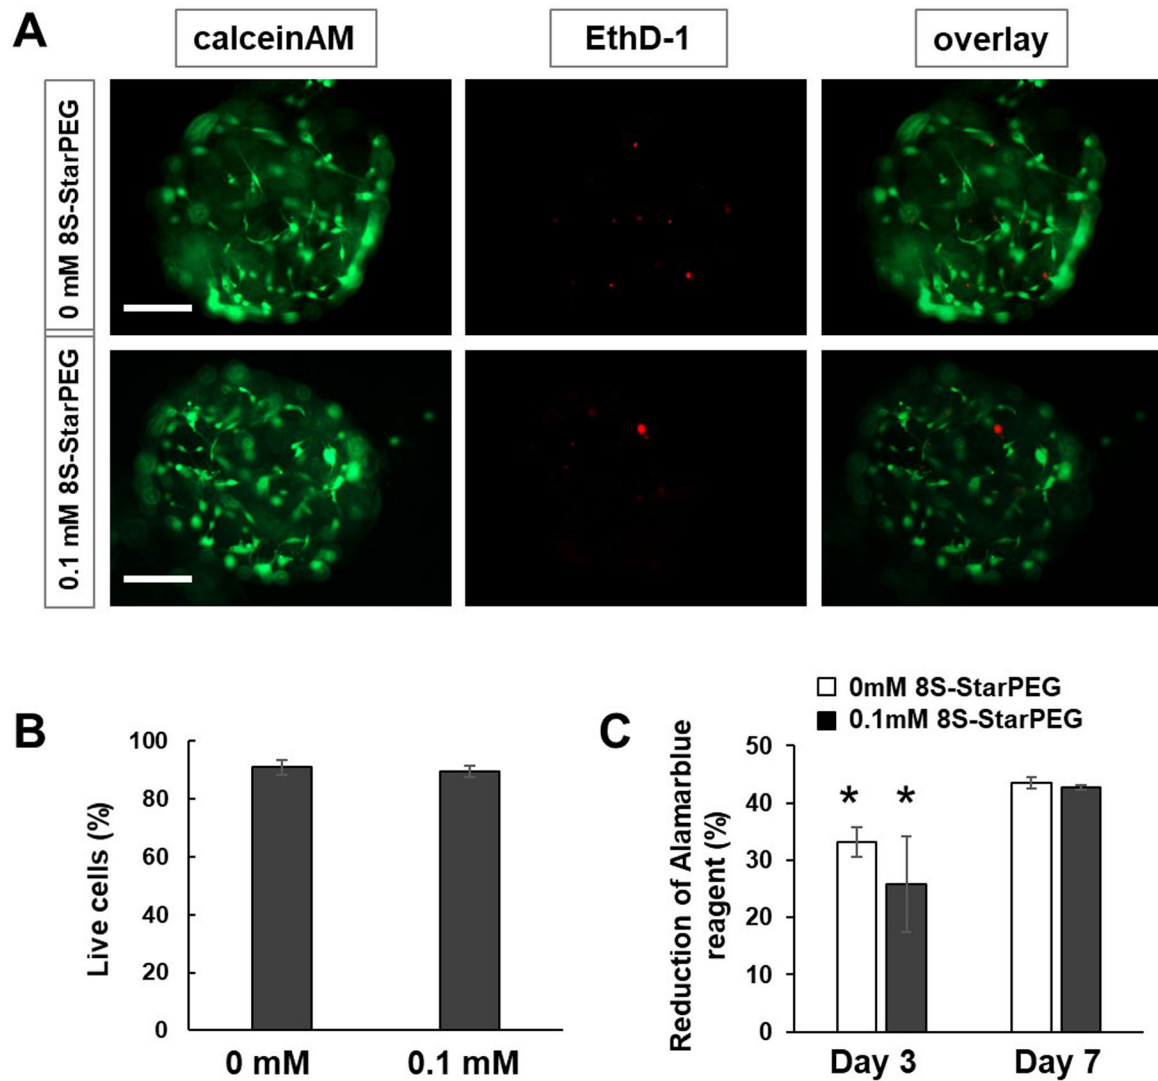 A
calceinAM
EthD-1
overlay
0 mM 8S-StarPEG
0.1 mM 8S-StarPEG
B
Live cells (%)
100
80
60
40
20
0
0 mM
0.1 mM
C
0mM 8S-StarPEG
0.1mM 8S-StarPEG
Reduction of Alamarblue
reagent (%)
50
40
30
20
10
0
* *
Day 3
Day 7